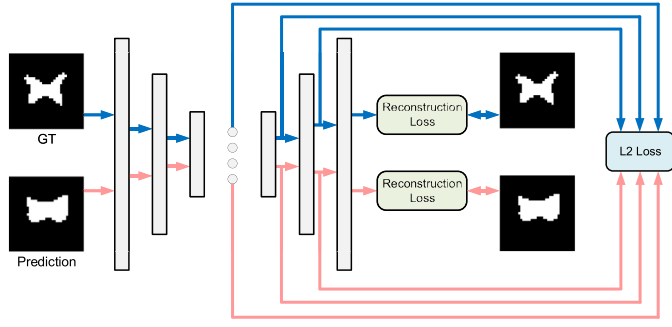 GT
Prediction
Reconstruction
Loss
Reconstruction
Loss
L2 Loss